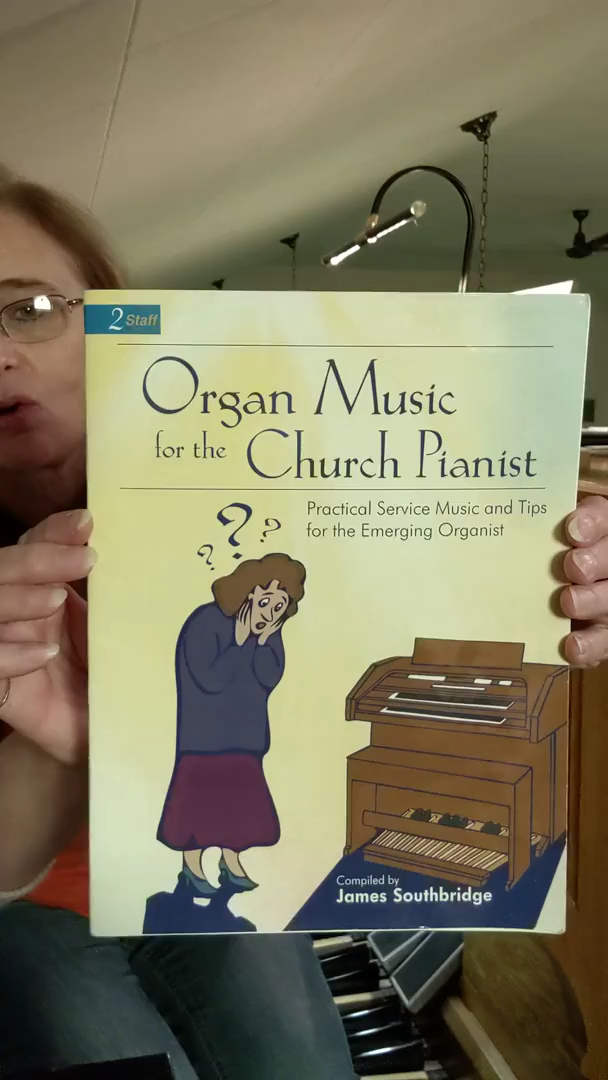 2 Staff
Organ Music
for the Church Pianist
Practical Service Music and Tips
for the Emerging Organist
? ? ?
Compiled by
James Southbridge